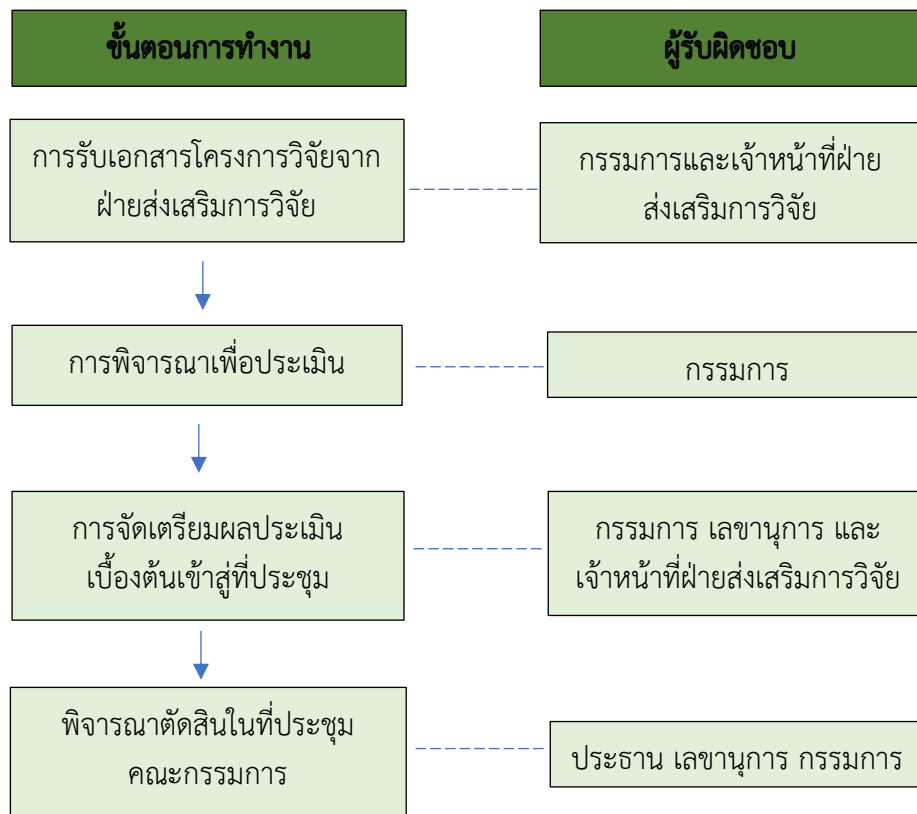 ขั้นตอนการทำงาน
ผู้รับผิดชอบ
การรับเอกสารโครงการวิจัยจาก
ฝ่ายส่งเสริมการวิจัย
กรรมการและเจ้าหน้าที่ฝ่าย
ส่งเสริมการวิจัย
การพิจารณาเพื่อประเมิน
กรรมการ
การจัดเตรียมผลประเมิน
เบื้องต้นเข้าสู่ที่ประชุม
กรรมการ เลขานุการ และ
เจ้าหน้าที่ฝ่ายส่งเสริมการวิจัย
พิจารณาตัดสินในที่ประชุม
คณะกรรมการ
ประธาน เลขานุการ กรรมการ